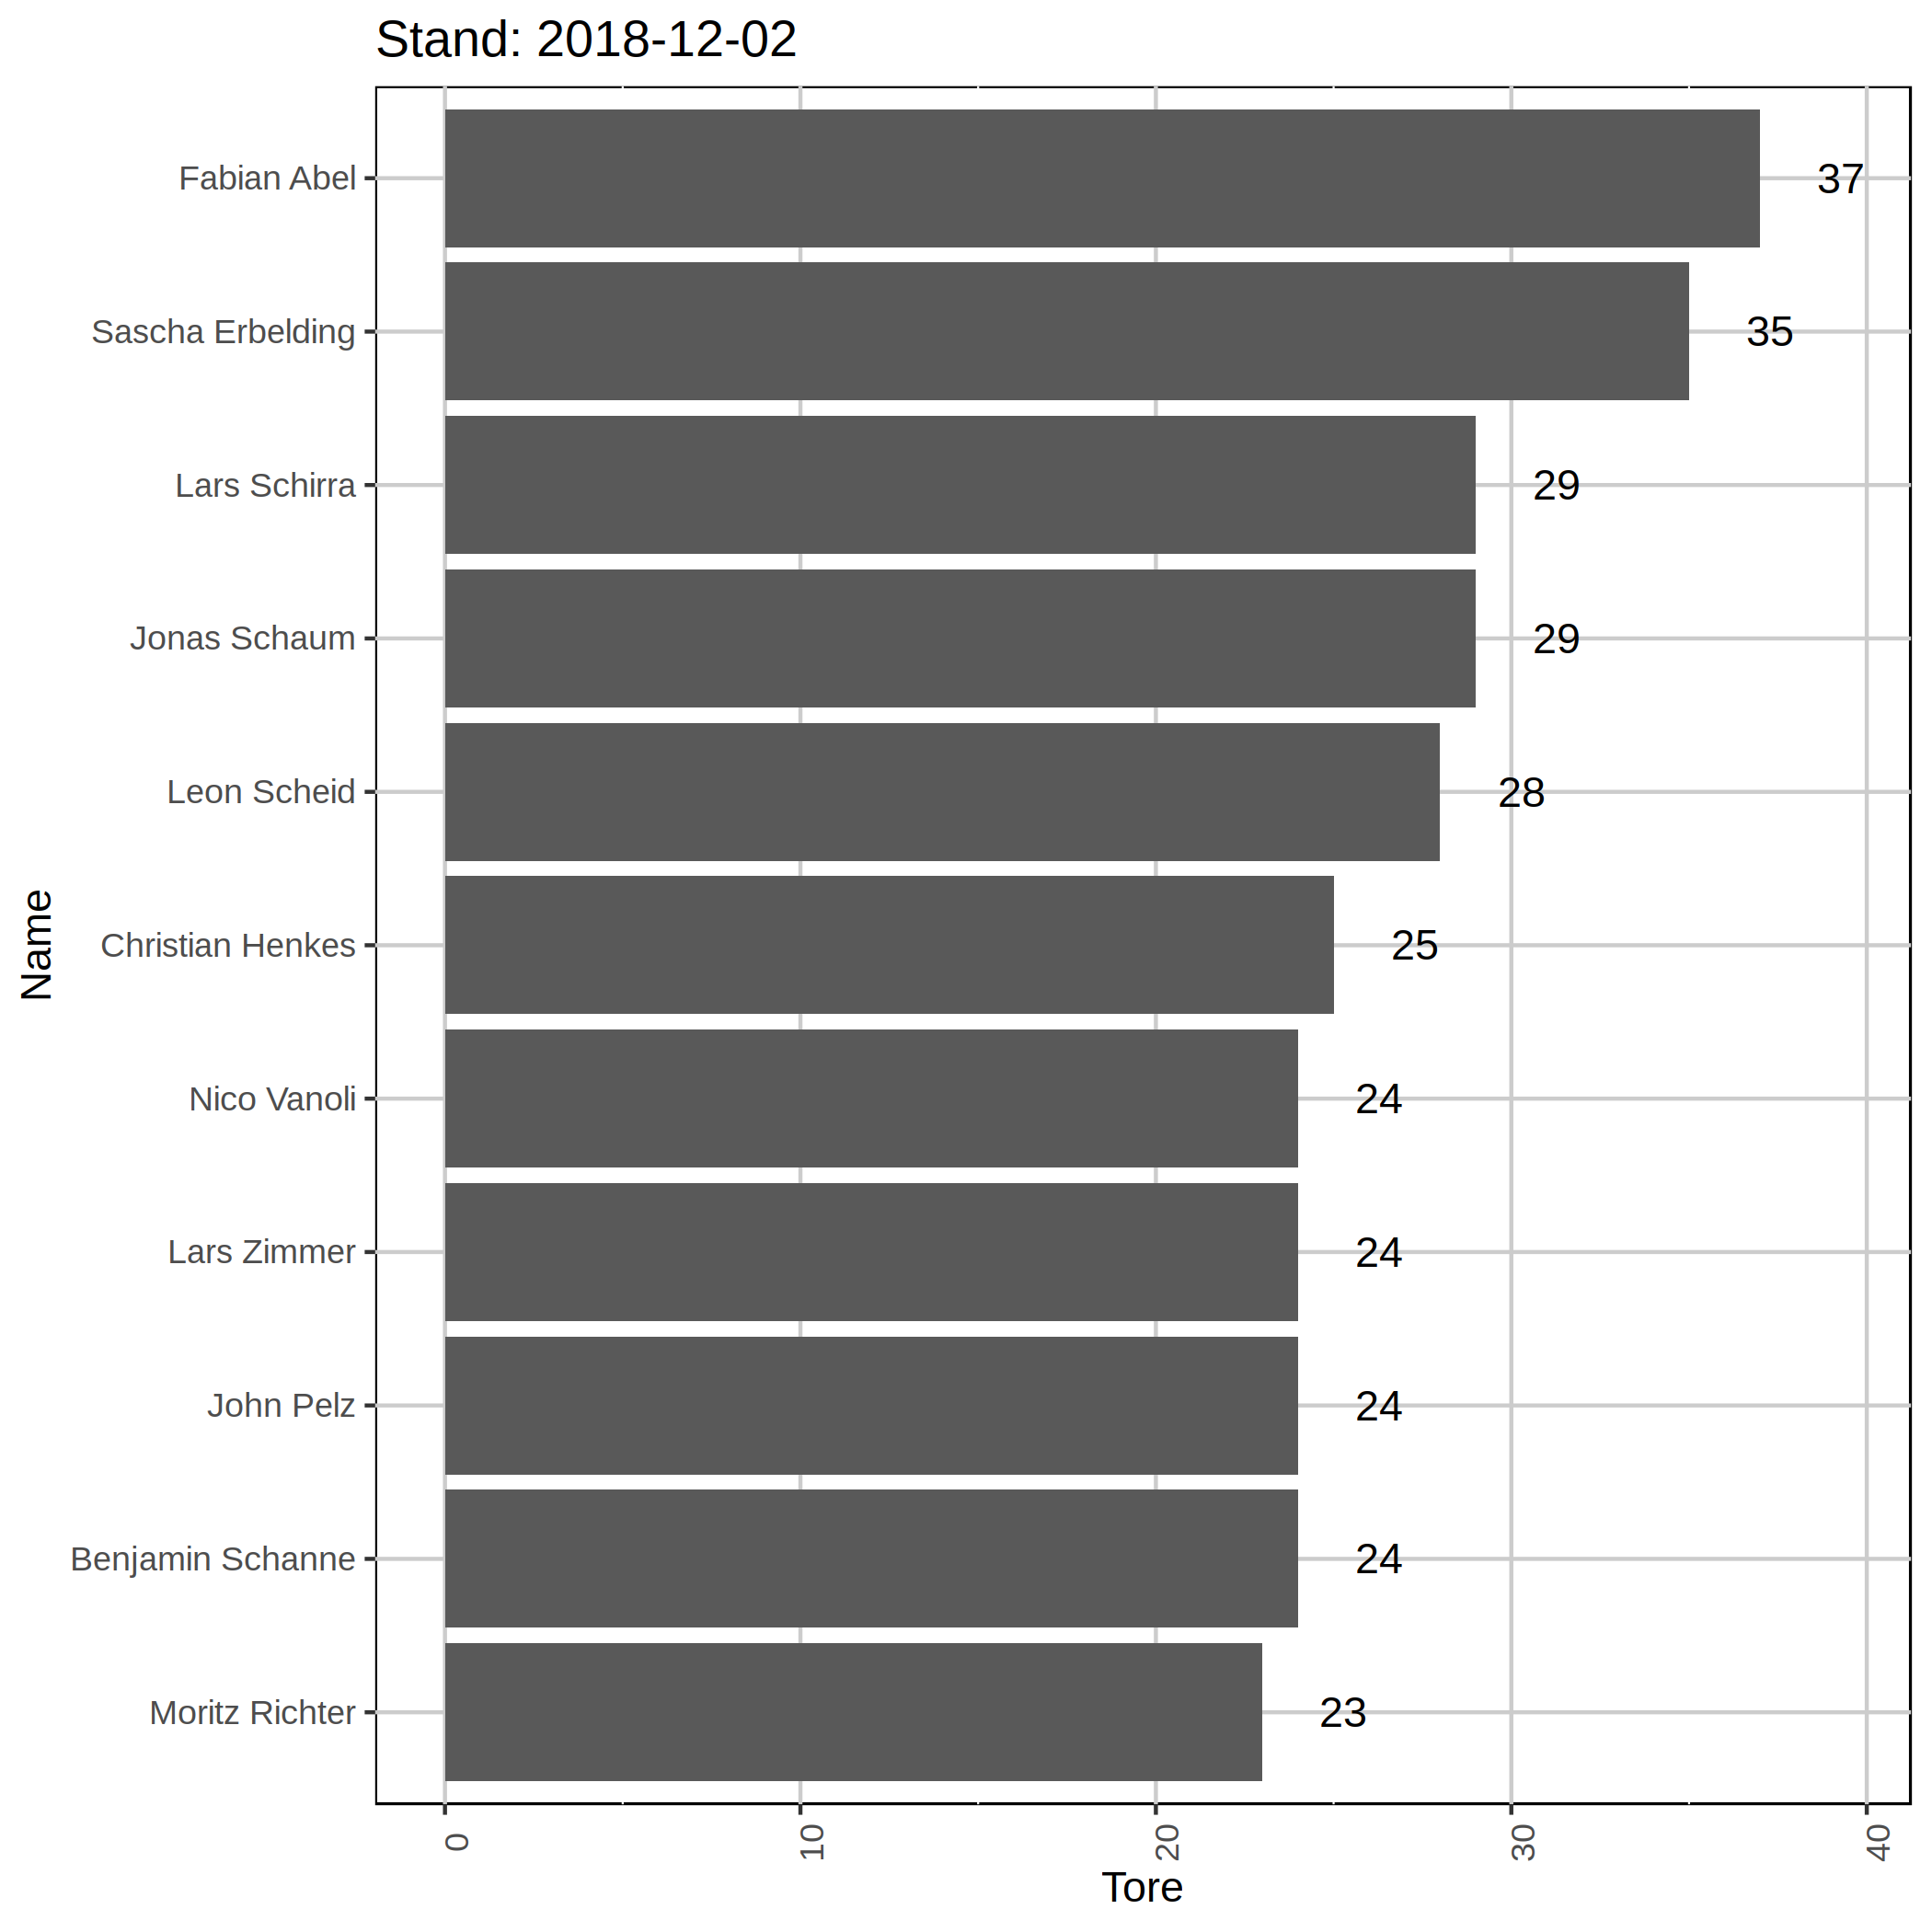 Stand: 2018-12-02
Fabian Abel 37
Sascha Erbelding 35
Lars Schirra 29
Jonas Schaum 29
Leon Scheid 28
Christian Henkes 25
Nico Vanoli 24
Lars Zimmer 24
John Pelz 24
Benjamin Schanne 24
Moritz Richter 23
Name
0 10 20 30 40
Tore